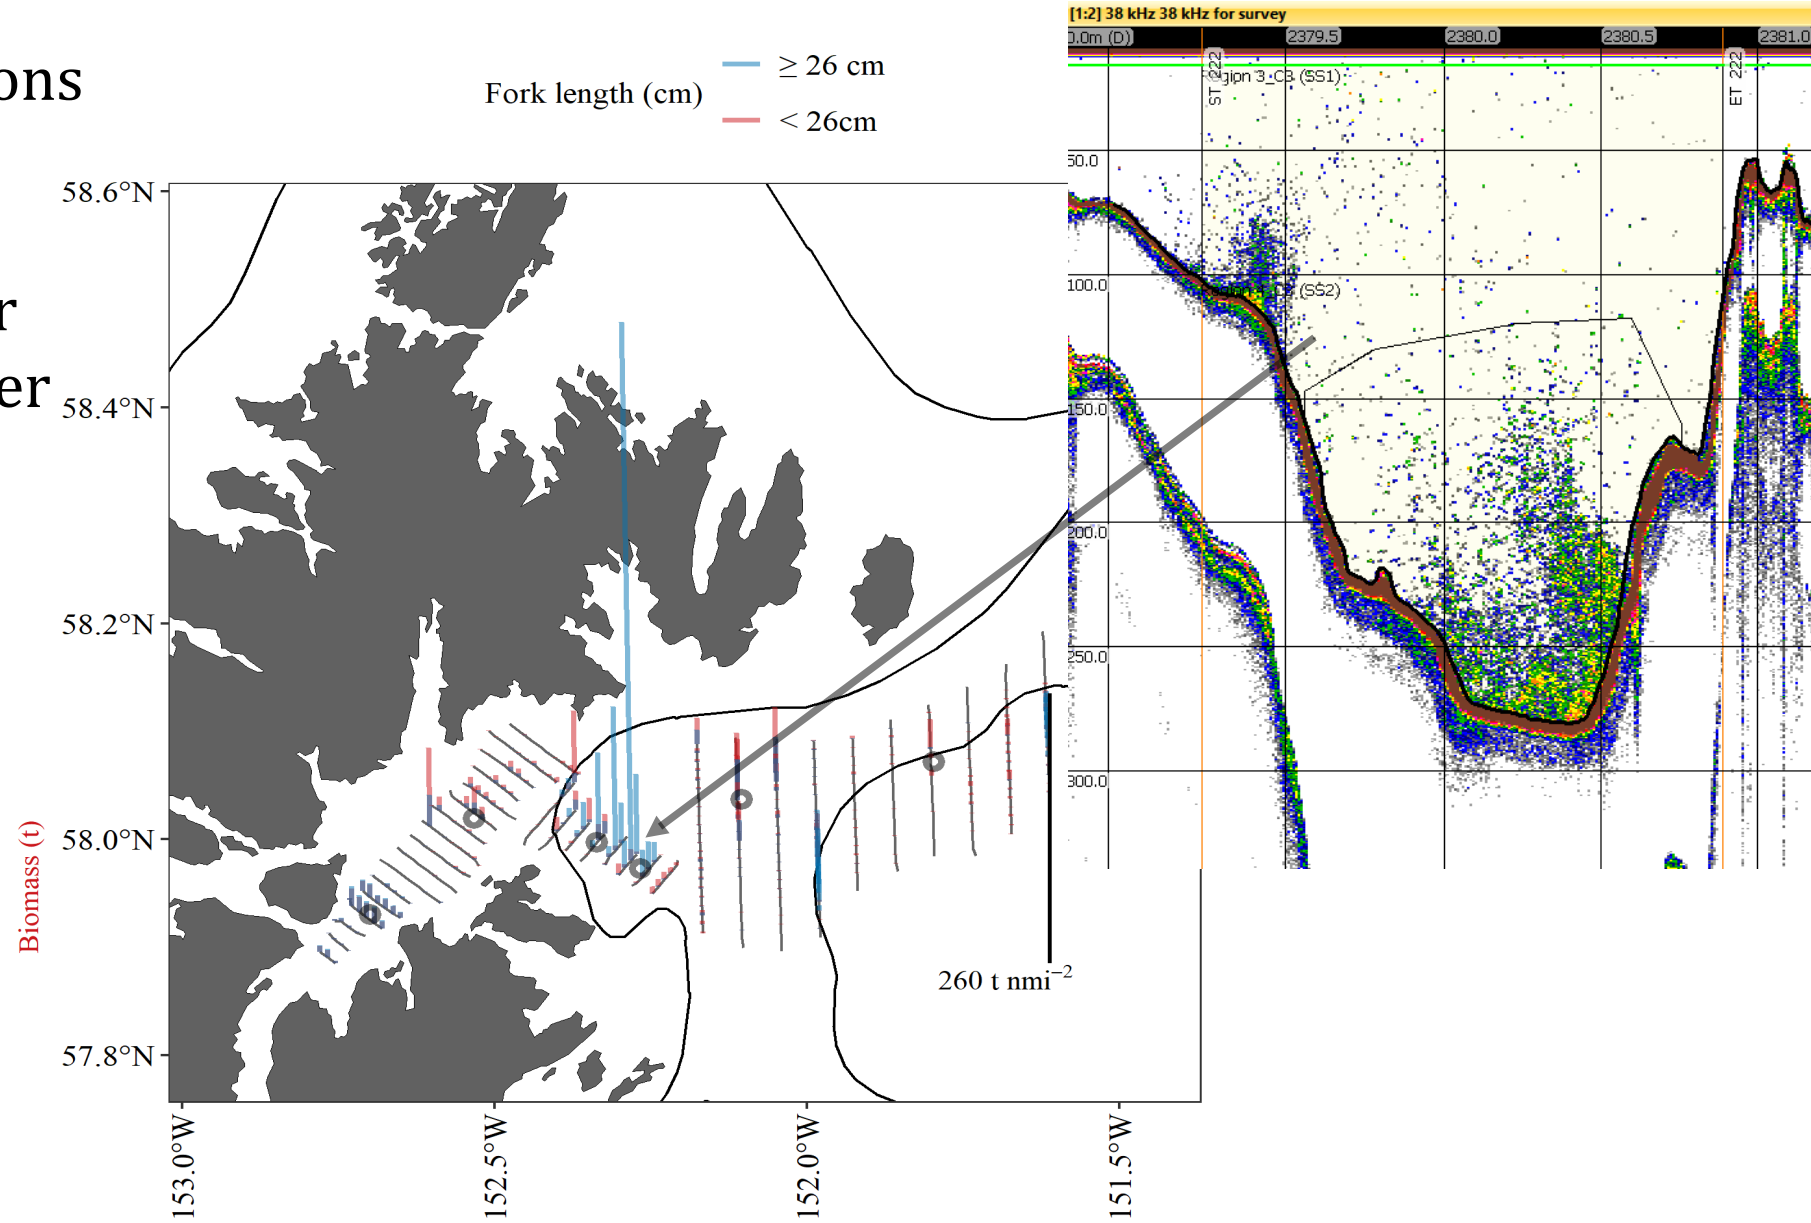 ons
r
er
Fork length (cm)
≥ 26 cm
< 26cm
58.6°N
58.4°N
58.2°N
58.0°N
57.8°N
Biomass (t)
153.0°W
152.5°W
152.0°W
151.5°W
260 t nmi⁻²
[1:2] 38 kHz 38 kHz for survey
0.0m (D)
2379.5
2380.0
2380.5
2381.0
ST 222
gion 3_C3 (SS1)
ET 222
50.0
100.0
(SS2)
150.0
200.0
250.0
300.0